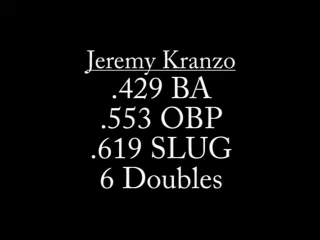 Jeremy Kranzo
.429 BA
.553 OBP
.619 SLUG
6 Doubles